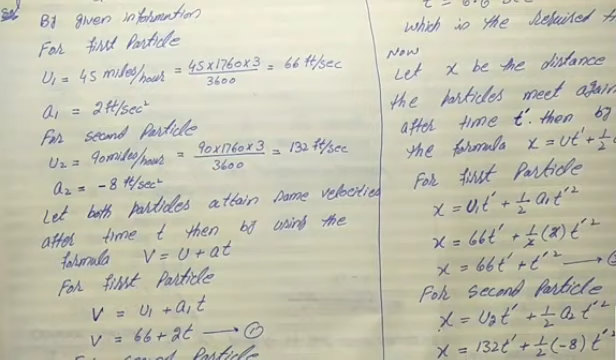 Sol
By given information
For first Particle
U₁ = 45 miles/hour = 45×1760×3/3600 = 66 ft/sec
a₁ = 2 ft/sec²
For second Particle
U₂ = 90 miles/hour = 90×1760×3/3600 = 132 ft/sec
a₂ = -8 ft/sec²
Let both particles attain same velocities
after time t then by using the
formula V = U + at
For first Particle
V = U₁ + a₁t
V = 66 + 2t → ①
second Particle
which is the required
Now
Let x be the distance
the particles meet again
after time t′. then by
the formula x = Ut′ + 1/2
For first Particle
x = U₁t′ + 1/2 a₁t′²
x = 66t′ + 1/2 (2) t′²
x = 66t′ + t′² →
For second Particle
x = U₂t′ + 1/2 a₂t′²
x = 132t′ + 1/2 (-8) t′²